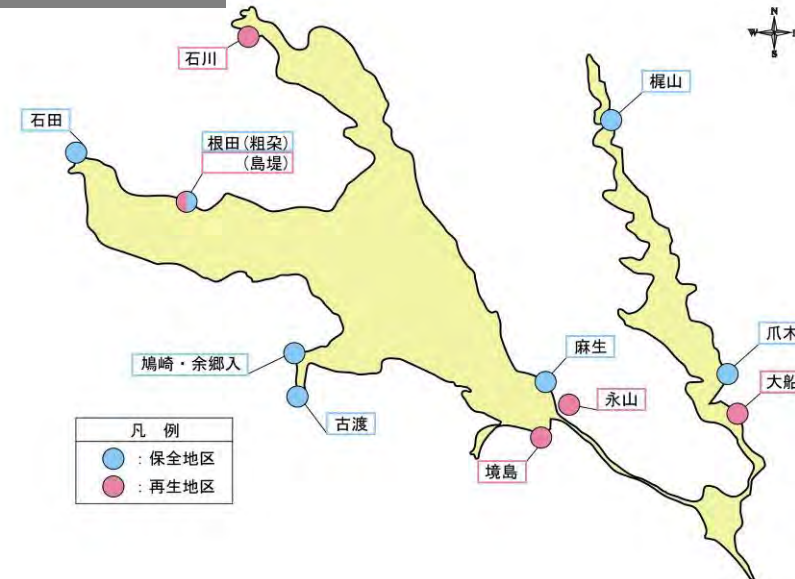 N
W
S
石川
梶山
石田
根田(粗朶)
(島堤)
鳩崎・余郷入
麻生
爪木
永山
大船
古渡
境島
凡 例
:保全地区
:再生地区